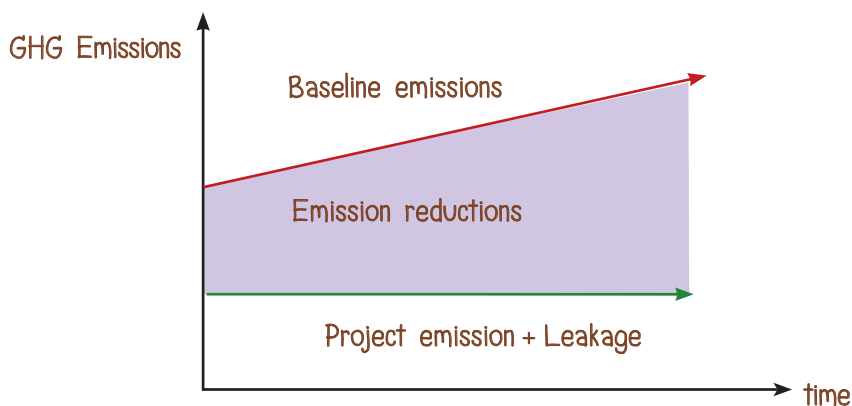 GHG Emissions
Baseline emissions
Emission reductions
Project emission + Leakage
time